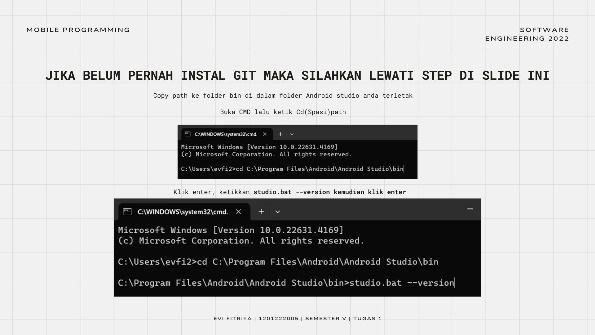 MOBILE PROGRAMMING
SOFTWARE
ENGINEERING 2022
JIKA BELUM PERNAH INSTAL GIT MAKA SILAHKAN LEWATI STEP DI SLIDE INI
Copy path ke folder bin di dalam folder Android studio anda terletak
Buka CMD lalu ketik Cd(Spasi)path
C:\WINDOWS\system32\cmd.
Microsoft Windows [Version 10.0.22631.4169]
(c) Microsoft Corporation. All rights reserved.
C:\Users\evfi2>cd C:\Program Files\Android\Android Studio\bin
Klik enter, ketikkan studio.bat --version kemudian klik enter
C:\WINDOWS\system32\cmd.
Microsoft Windows [Version 10.0.22631.4169]
(c) Microsoft Corporation. All rights reserved.
C:\Users\evfi2>cd C:\Program Files\Android\Android Studio\bin
C:\Program Files\Android\Android Studio\bin>studio.bat --version
| SEMESTER V | TUGAS 1